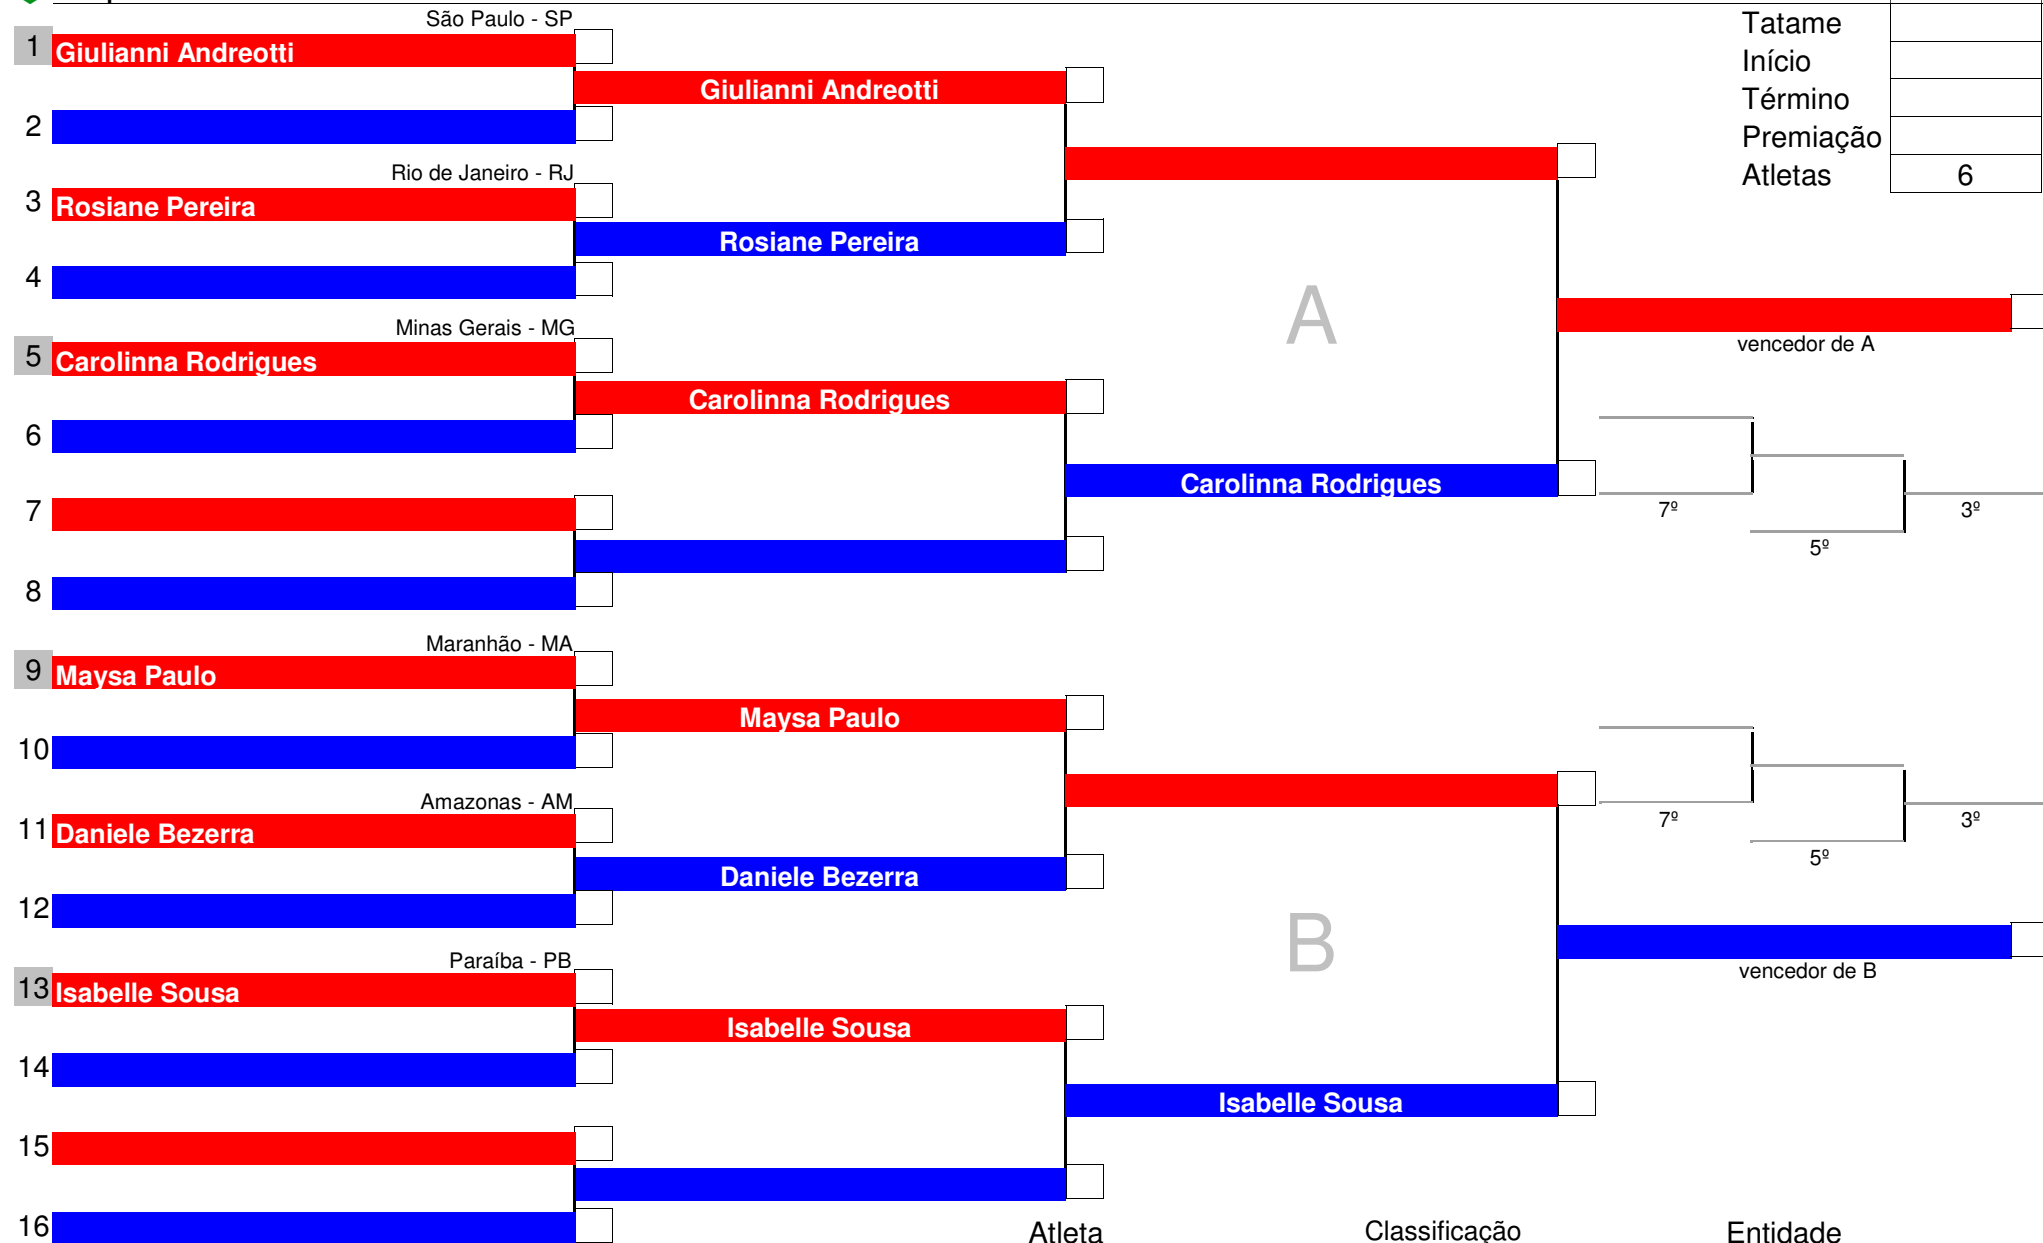 São Paulo - SP
Tatame
1 Giulianni Andreotti
Início
Giulianni Andreotti
Término
2
Premiação
Rio de Janeiro - RJ
Atletas 6
3 Rosiane Pereira
Rosiane Pereira
4
A
Minas Gerais - MG
vencedor de A
5 Carolinna Rodrigues
Carolinna Rodrigues
6
Carolinna Rodrigues
7
7º 3º
5º
8
Maranhão - MA
9 Maysa Paulo
Maysa Paulo
10
Amazonas - AM
7º 3º
11 Daniele Bezerra
5º
Daniele Bezerra
12
B
Paraíba - PB
vencedor de B
13 Isabelle Sousa
Isabelle Sousa
14
Isabelle Sousa
15
16
Atleta Classificação Entidade